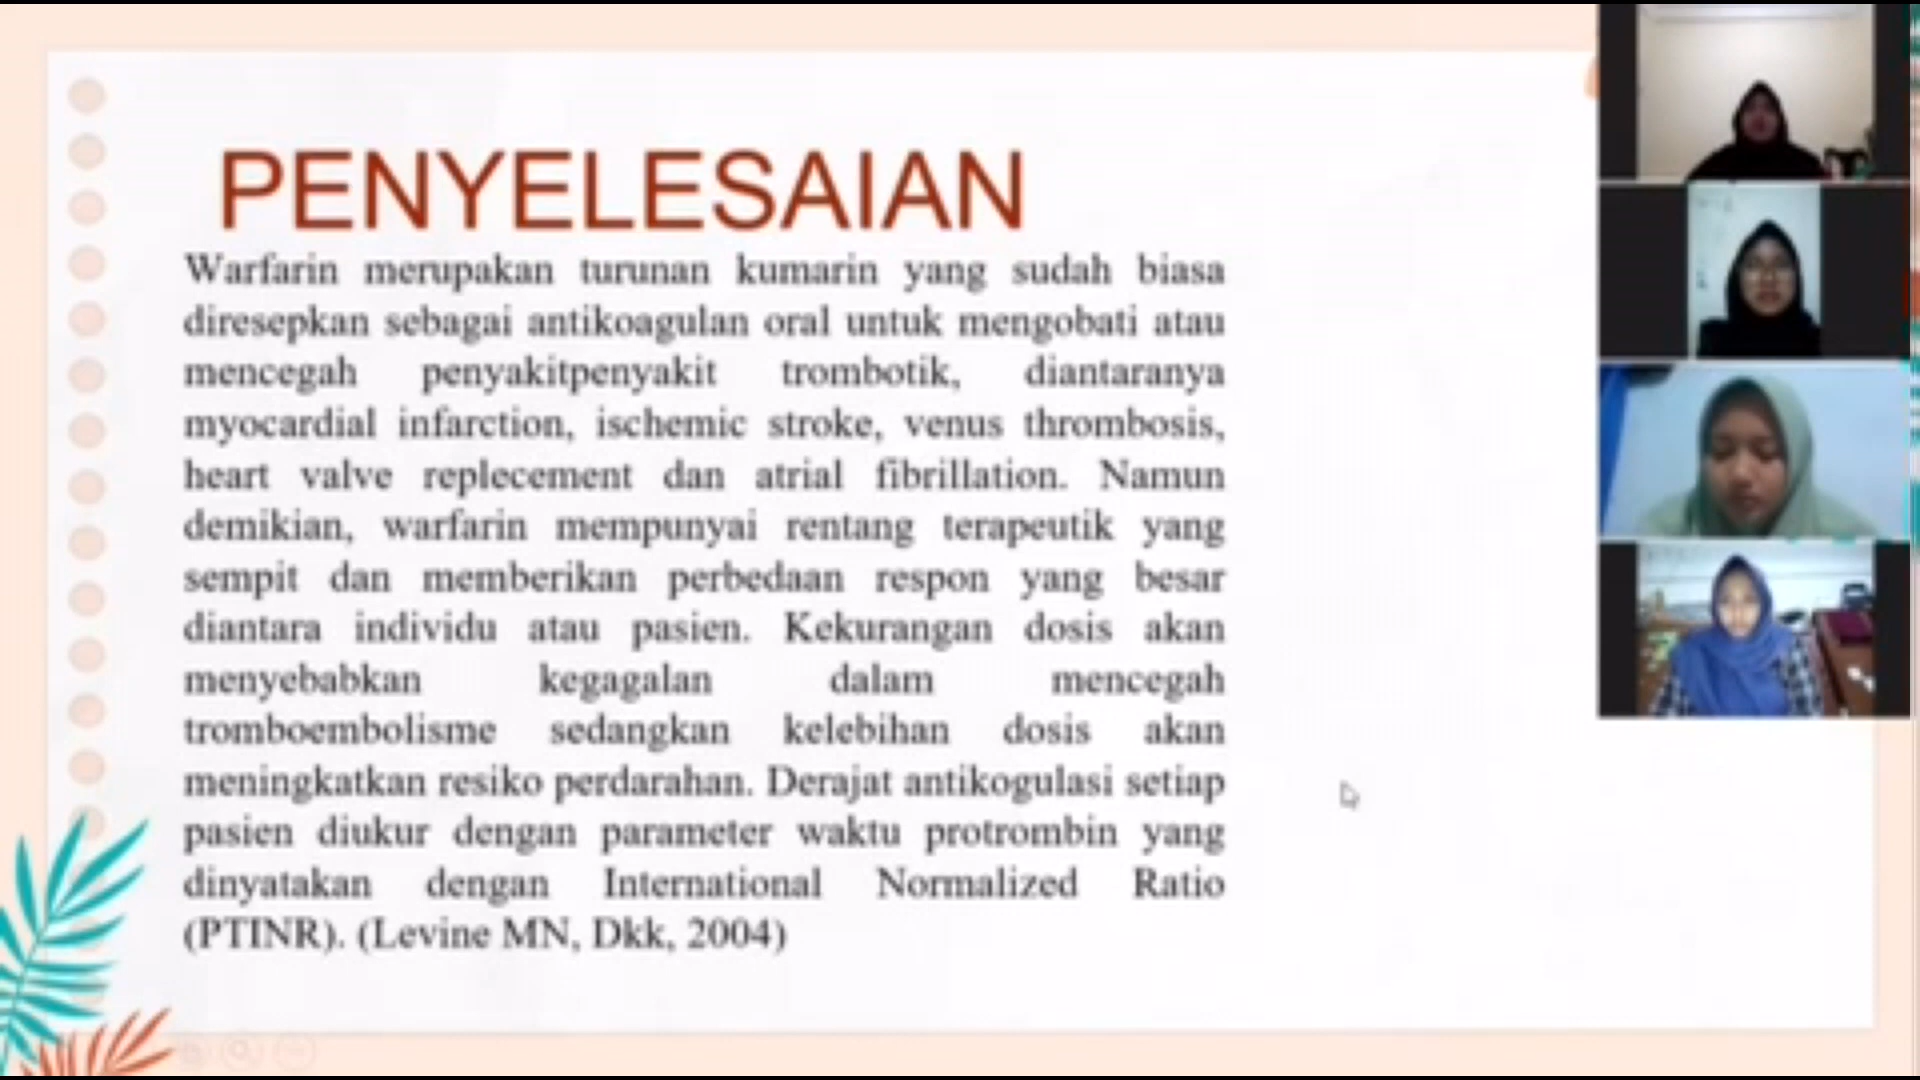 PENYELESAIAN
Warfarin merupakan turunan kumarin yang sudah biasa
diresepkan sebagai antikoagulan oral untuk mengobati atau
mencegah penyakitpenyakit trombotik, diantaranya
myocardial infarction, ischemic stroke, venus thrombosis,
heart valve replecement dan atrial fibrillation. Namun
demikian, warfarin mempunyai rentang terapeutik yang
sempit dan memberikan perbedaan respon yang besar
diantara individu atau pasien. Kekurangan dosis akan
menyebabkan kegagalan dalam mencegah
tromboembolisme sedangkan kelebihan dosis akan
meningkatkan resiko perdarahan. Derajat antikogulasi setiap
pasien diukur dengan parameter waktu protrombin yang
dinyatakan dengan International Normalized Ratio
(PTINR). (Levine MN, Dkk, 2004)